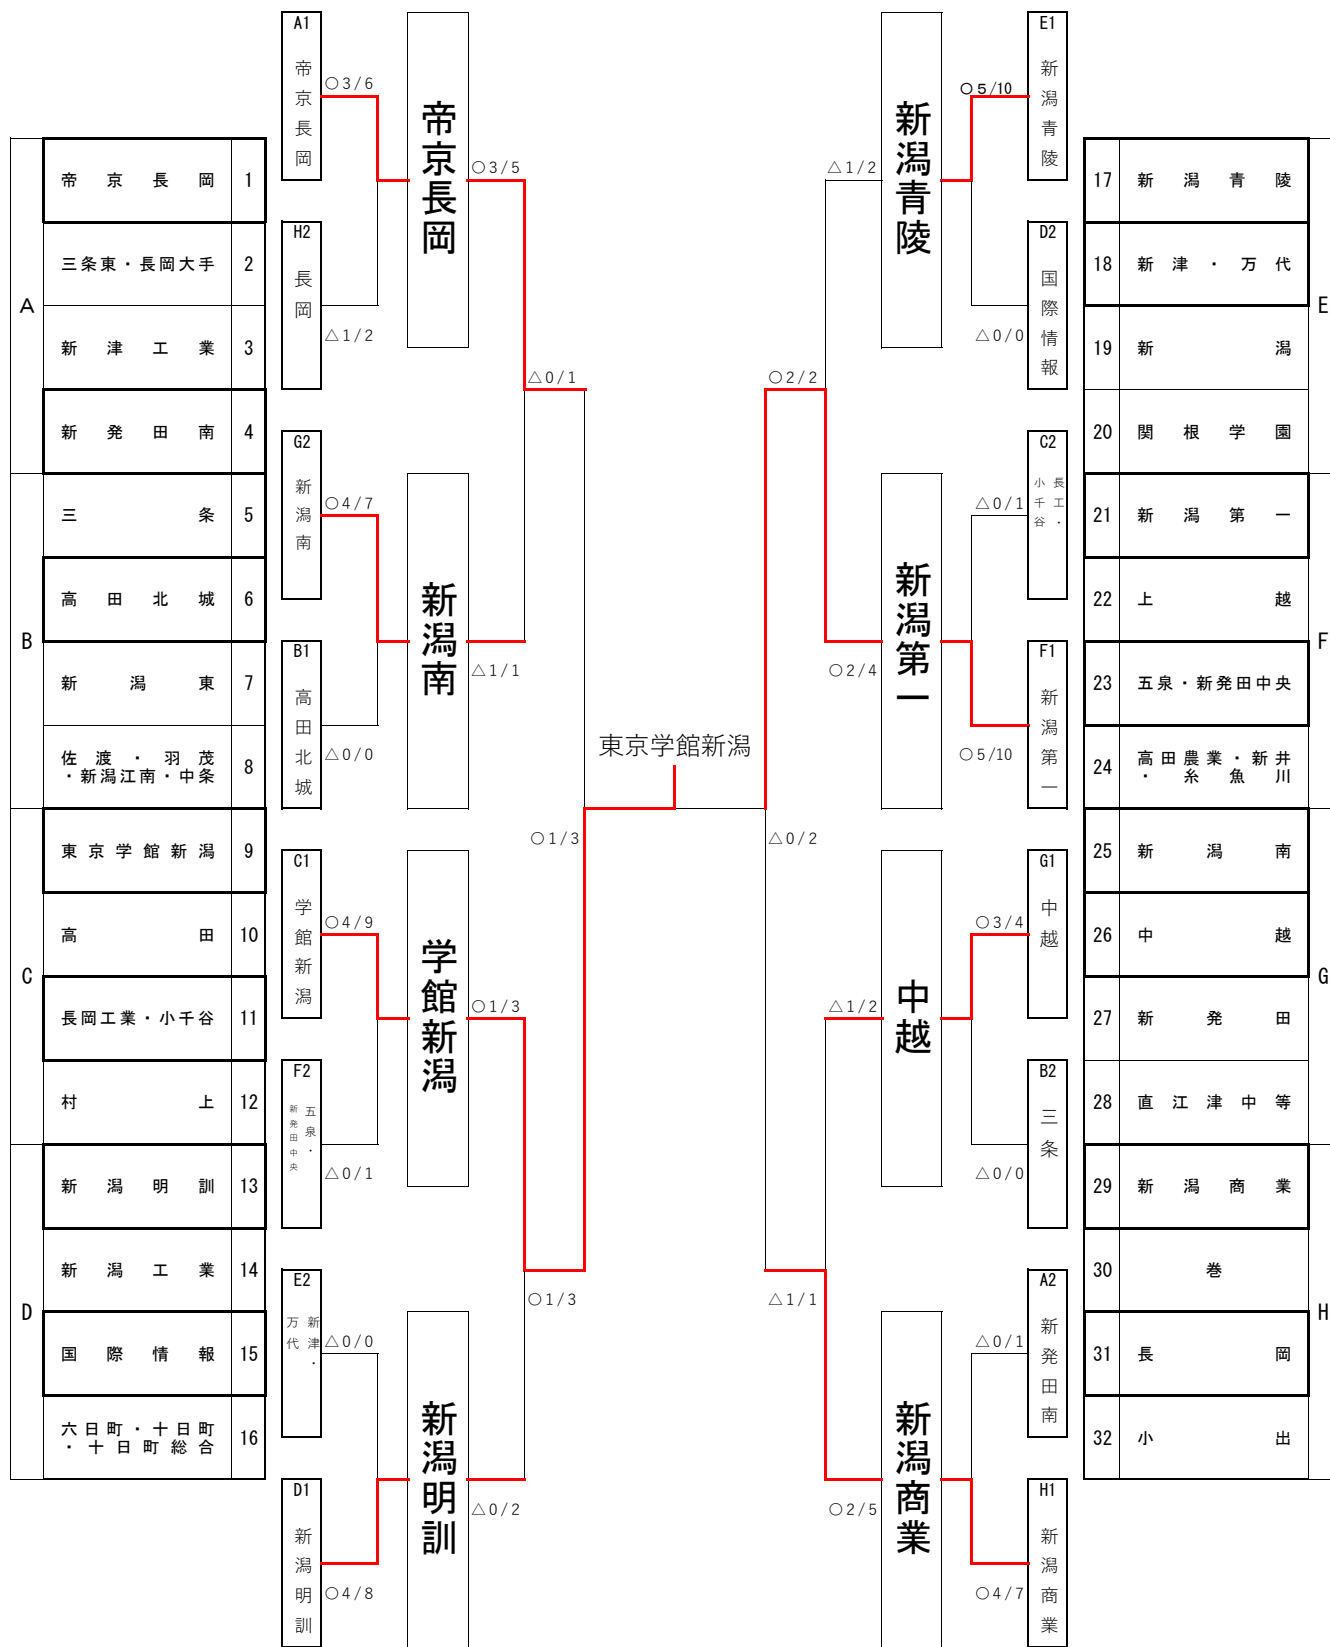 A
帝京長岡 1
三条東・長岡大手 2
新津工業 3
新発田南 4
B
三条 5
高田北城 6
新潟東 7
佐渡・羽茂
・新潟江南・中条 8
C
東京学館新潟 9
高田 10
長岡工業・小千谷 11
村上 12
D
新潟明訓 13
新潟工業 14
国際情報 15
六日町・十日町
・十日町総合 16
A1
帝京長岡
○3/6
H2
長岡
△1/2
帝京長岡
○3/5
G2
新潟南
○4/7
B1
高田北城
△0/0
新潟南
△1/1
△0/1
C1
学館新潟
○4/9
F2
五泉・
新発田中央
△0/1
学館新潟
○1/3
E2
新津・
万代
△0/0
D1
新潟明訓
○4/8
新潟明訓
△0/2
○1/3
○1/3
東京学館新潟
△0/2
○2/2
△1/2
新潟青陵
○5/10
E1
新潟青陵
D2
国際情報
△0/0
○2/4
新潟第一
C2
長工・
小千谷
△0/1
F1
新潟第一
○5/10
△1/1
△1/2
中越
G1
中越
○3/4
B2
三条
△0/0
○2/5
新潟商業
A2
新発田南
△0/1
H1
新潟商業
○4/7
E
17 新潟青陵
18 新津・万代
19 新潟
20 関根学園
F
21 新潟第一
22 上越
23 五泉・新発田中央
24 高田農業・新井
・糸魚川
G
25 新潟南
26 中越
27 新発田
28 直江津中等
H
29 新潟商業
30 巻
31 長岡
32 小出